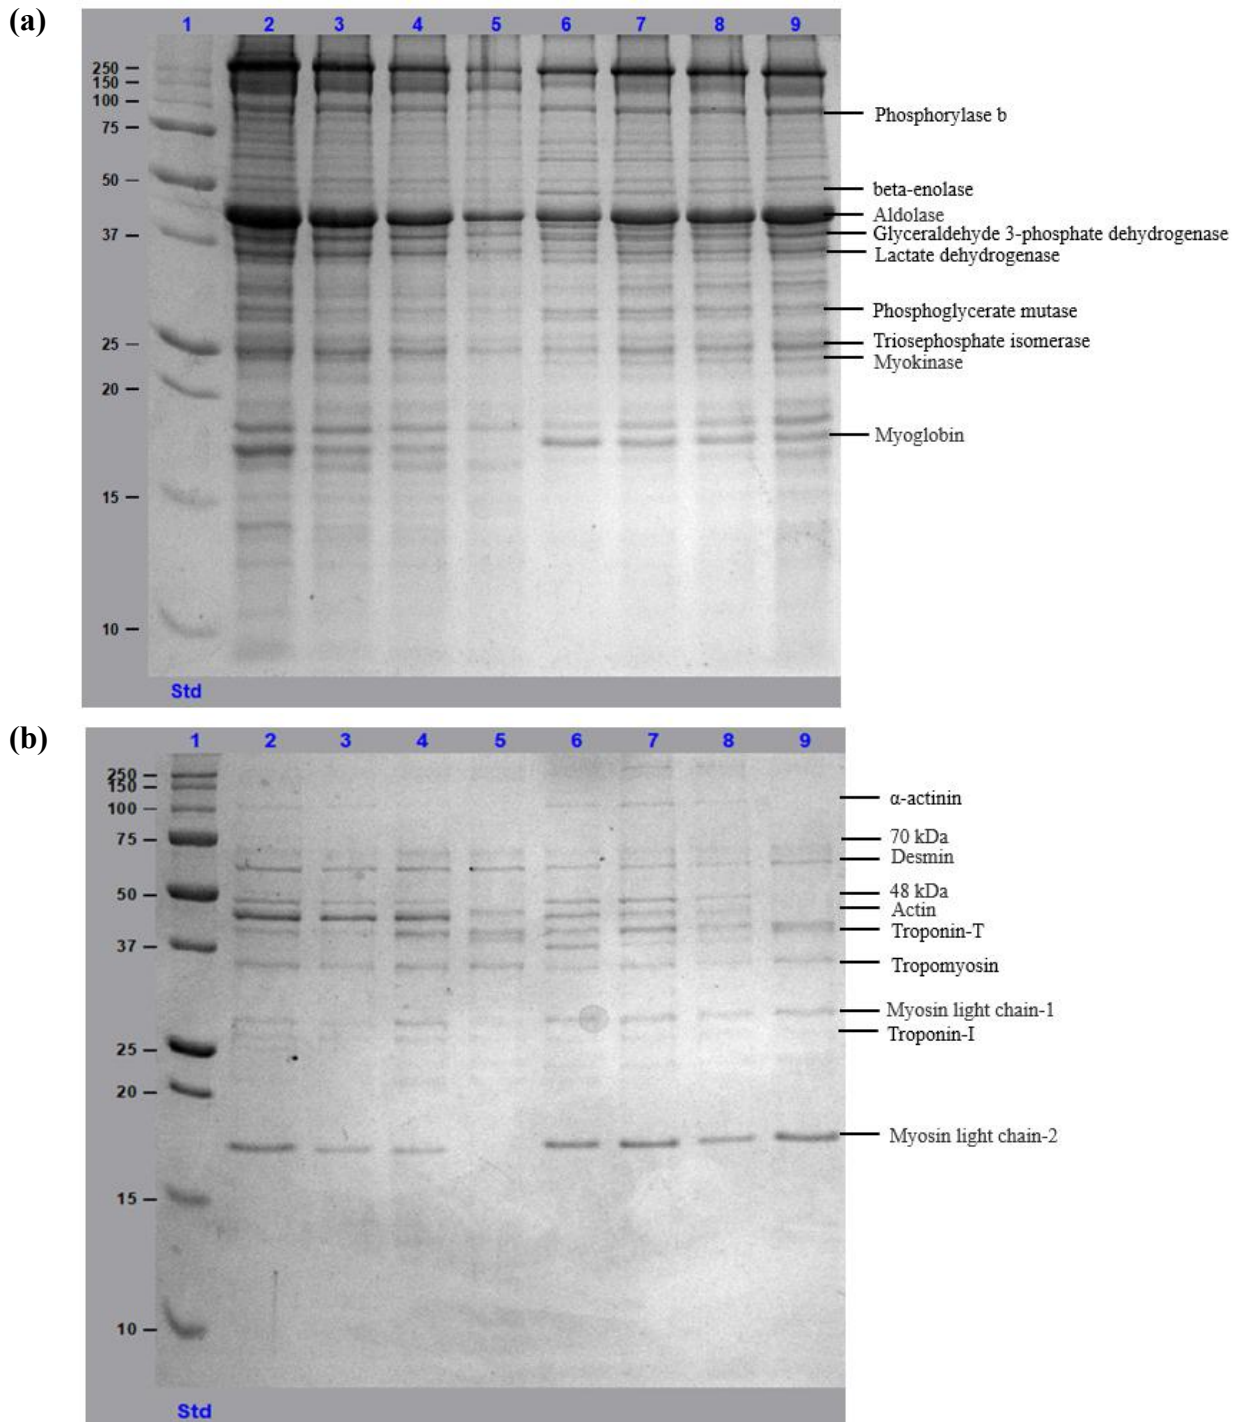 (a)
1 2 3 4 5 6 7 8 9
250
150
100
75
50
37
25
20
15
10
Phosphorylase b
beta-enolase
Aldolase
Glyceraldehyde 3-phosphate dehydrogenase
Lactate dehydrogenase
Phosphoglycerate mutase
Triosephosphate isomerase
Myokinase
Myoglobin
Std
(b)
1 2 3 4 5 6 7 8 9
250
150
100
75
50
37
25
20
15
10
α-actinin
70 kDa
Desmin
48 kDa
Actin
Troponin-T
Tropomyosin
Myosin light chain-1
Troponin-I
Myosin light chain-2
Std